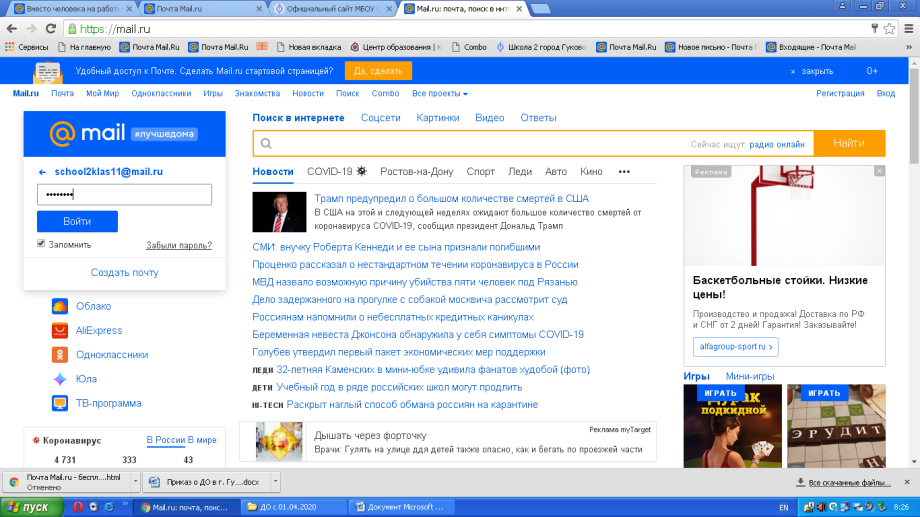 Вместо человека на работе
Почта Mail.Ru
Официальный сайт МБОУ С
Mail.ru: почта, поиск в инте
https://mail.ru
Сервисы На главную Почта Mail.Ru Почта Mail.Ru Новая вкладка Центр образования | К Combo Школа 2 город Гуково Почта Mail.Ru Новое письмо - Почта Входящие - Почта Mail
Удобный доступ к Почте. Сделать Mail.ru стартовой страницей? Да, сделать × закрыть 0+
Mail.ru Почта Мой Мир Одноклассники Игры Знакомства Новости Поиск Combo Все проекты Регистрация Вход
@mail #лучшедома
school2klas11@mail.ru
Войти
Запомнить Забыли пароль?
Создать почту
Облако
AliExpress
Одноклассники
Юла
ТВ-программа
Коронавирус В России В мире
4 731 333 43
Поиск в интернете Соцсети Картинки Видео Ответы
Сейчас ищут: радио онлайн Найти
Новости COVID-19 Ростов-на-Дону Спорт Леди Авто Кино •••
Трамп предупредил о большом количестве смертей в США
В США на этой и следующей неделях ожидают большое количество смертей от
коронавируса COVID-19, сообщил президент Дональд Трамп
СМИ: внучку Роберта Кеннеди и ее сына признали погибшими
Проценко рассказал о нестандартном течении коронавируса в России
МВД назвало возможную причину убийства пяти человек под Рязанью
Дело задержанного на прогулке с собакой москвича рассмотрит суд
Россиянам напомнили о небесплатных кредитных каникулах
Беременная невеста Джонсона обнаружила у себя симптомы COVID-19
Голубев утвердил первый пакет экономических мер поддержки
ЛЕДИ 32-летняя Каменских в мини-юбке удивила фанатов худобой (фото)
ДЕТИ Учебный год в ряде российских школ могут продлить
HI-TECH Раскрыт наглый способ обмана россиян на карантине
Дышать через форточку
Реклама myTarget
Врачи: Гулять на улице для детей также опасно, как и бегать по проезжей части
Реклама
Баскетбольные стойки. Низкие
цены!
Производство и продажа! Доставка по РФ
и СНГ от 2 дней! Гарантия! Заказывайте!
alfagroup-sport.ru >
Игры Мини-игры
ИГРАТЬ
ДУРАК
ПОДКИДНОЙ
ИГРАТЬ
ЭРУДИТ
Почта Mail.Ru - беспл....html
Отменено
Приказ о ДО в г. Гу....docx
Все скачанные файлы...
пуск
Mail.ru: почта, поис...
ДО с 01.04.2020
Документ Microsoft ...
EN
8:26